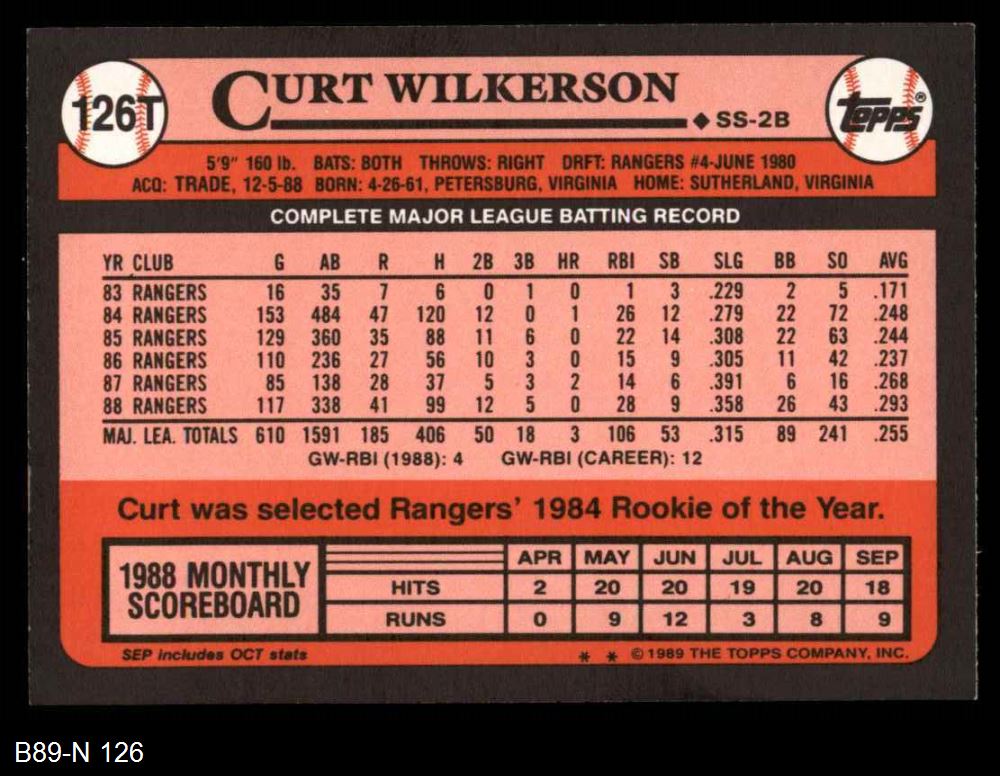 126T
CURT WILKERSON
◆ SS-2B
Topps®
5'9" 160 lb. BATS: BOTH THROWS: RIGHT DRFT: RANGERS #4-JUNE 1980
ACQ: TRADE, 12-5-88 BORN: 4-26-61, PETERSBURG, VIRGINIA HOME: SUTHERLAND, VIRGINIA
COMPLETE MAJOR LEAGUE BATTING RECORD
YR CLUB G AB R H 2B 3B HR RBI SB SLG BB SO AVG
83 RANGERS 16 35 7 6 0 1 0 1 3 .229 2 5 .171
84 RANGERS 153 484 47 120 12 0 1 26 12 .279 22 72 .248
85 RANGERS 129 360 35 88 11 6 0 22 14 .308 22 63 .244
86 RANGERS 110 236 27 56 10 3 0 15 9 .305 11 42 .237
87 RANGERS 85 138 28 37 5 3 2 14 6 .391 6 16 .268
88 RANGERS 117 338 41 99 12 5 0 28 9 .358 26 43 .293
MAJ. LEA. TOTALS 610 1591 185 406 50 18 3 106 53 .315 89 241 .255
GW-RBI (1988): 4 GW-RBI (CAREER): 12
Curt was selected Rangers' 1984 Rookie of the Year.
1988 MONTHLY
SCOREBOARD
APR MAY JUN JUL AUG SEP
HITS 2 20 20 19 20 18
RUNS 0 9 12 3 8 9
SEP includes OCT stats
* * © 1989 THE TOPPS COMPANY, INC.
B89-N 126